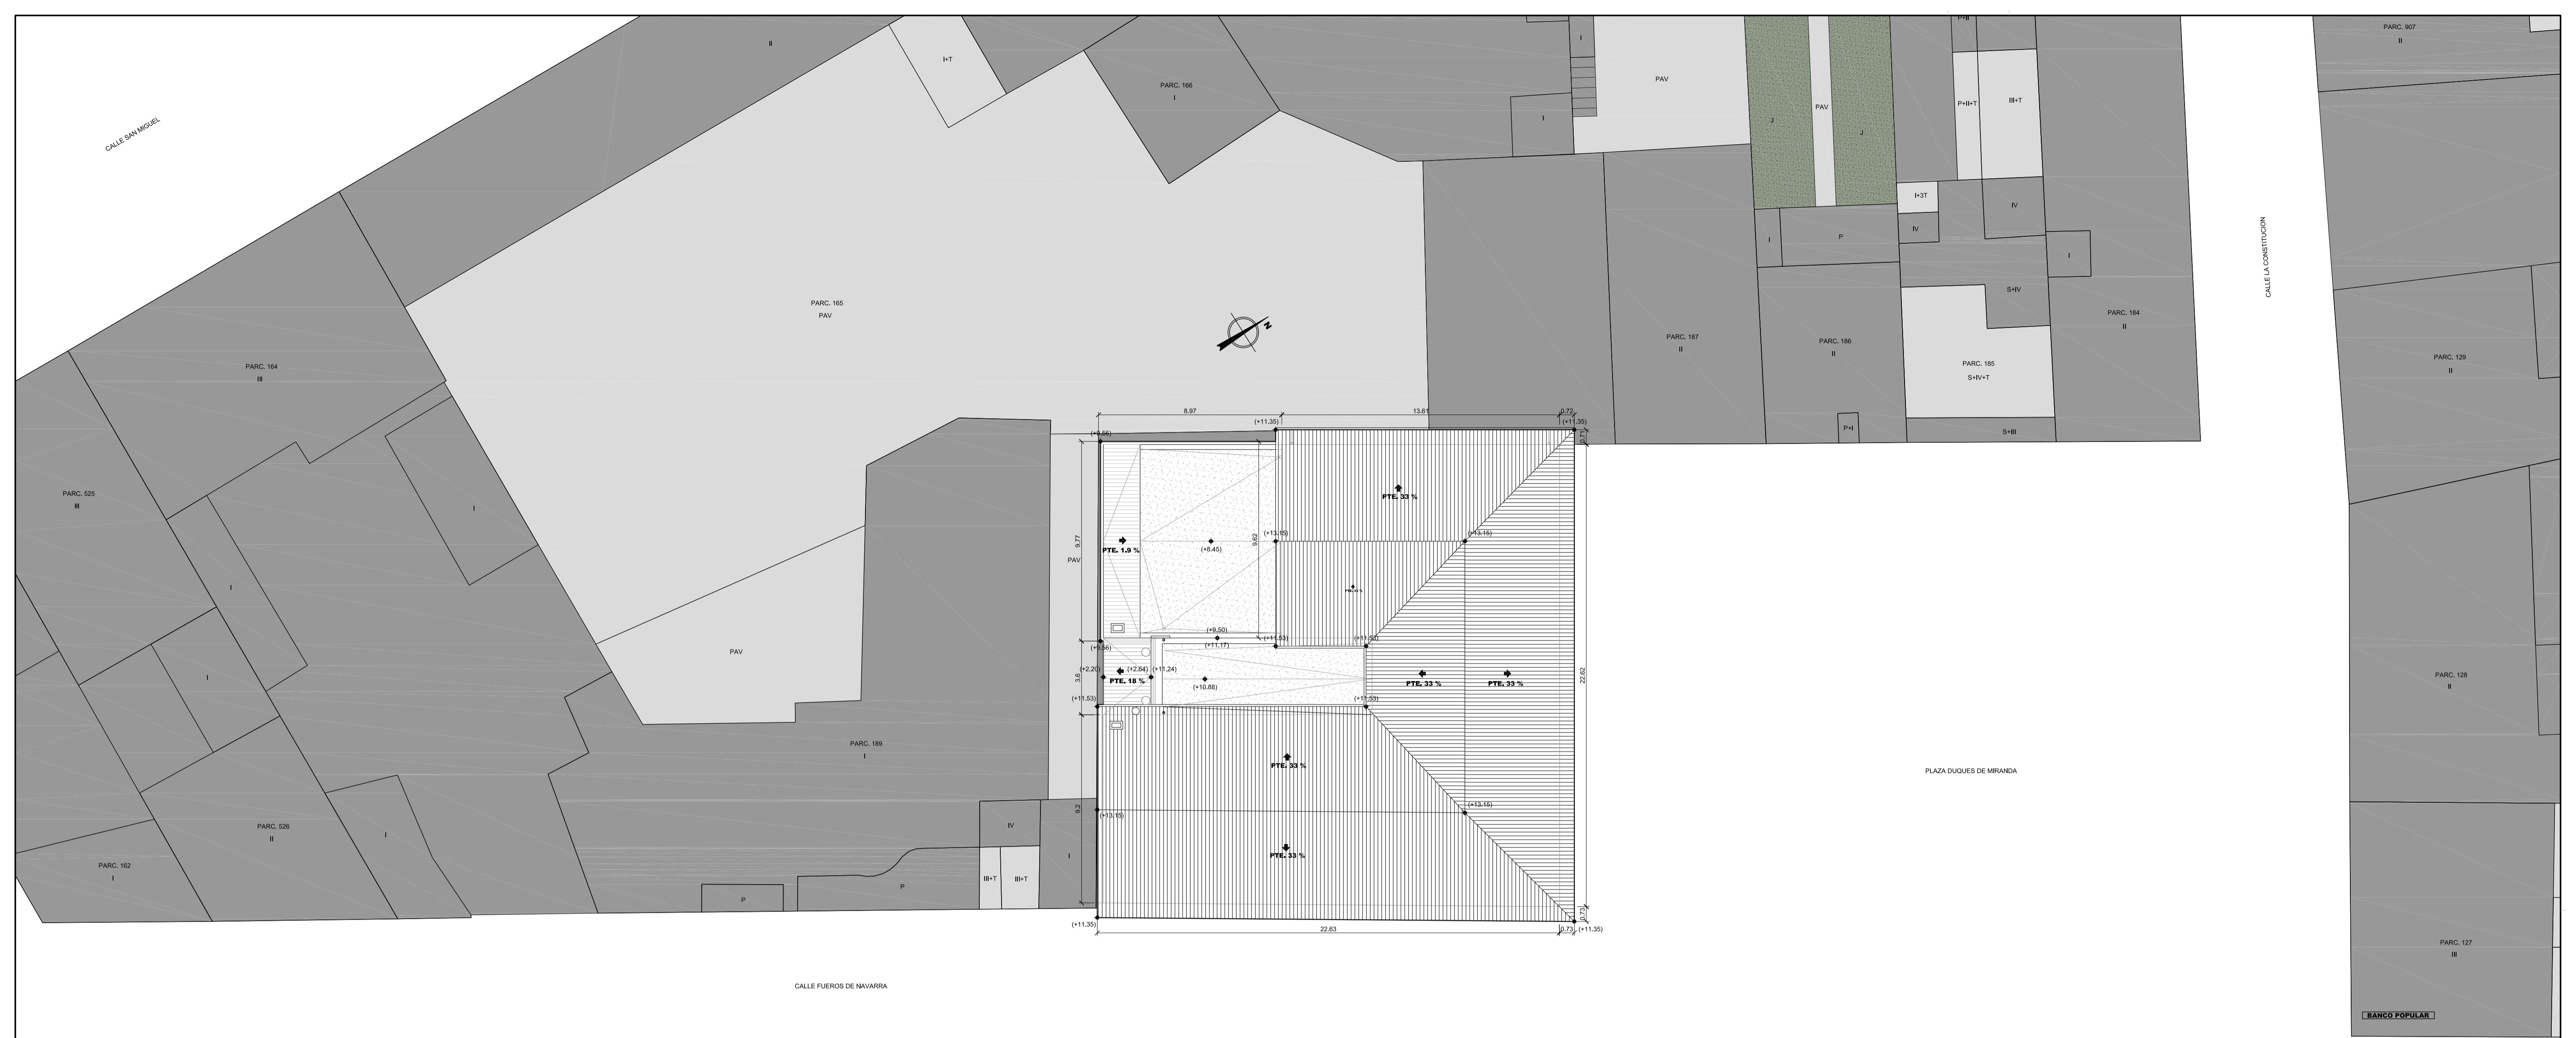 P+II
PARC. 907
II
II
I
I+T
PAV
PARC. 166
I
P+II+T
III+T
PAV
I
J
J
CALLE SAN MIGUEL
I+3T
IV
IV
P
I
I
CALLE LA CONSTITUCION
S+IV
PARC. 165
PAV
N
PARC. 184
II
PARC. 187
II
PARC. 186
II
PARC. 129
II
PARC. 185
S+IV+T
PARC. 164
III
8.97
13.61
0.72
(+11.35)
(+11.35)
P+I
S+III
(+9.56)
0.71
PARC. 525
III
PTE. 33 %
I
(+13.15)
(+13.15)
9.77
9.62
PTE. 1.9 %
(+8.45)
PAV
I
(+9.50)
(+11.53)
(+11.53)
(+11.17)
(+9.56)
PAV
(+2.20)
(+2.64)
(+11.24)
3.6
PTE. 18 %
(+10.88)
PTE. 33 %
PTE. 33 %
22.62
I
PARC. 128
II
(+11.53)
(+11.53)
PARC. 189
I
PTE. 33 %
PLAZA DUQUES DE MIRANDA
9.2
(+13.15)
(+13.15)
PARC. 526
II
I
IV
I
PTE. 33 %
PARC. 162
I
III+T
III+T
P
P
0.73
(+11.35)
22.63
0.73
(+11.35)
PARC. 127
III
CALLE FUEROS DE NAVARRA
BANCO POPULAR